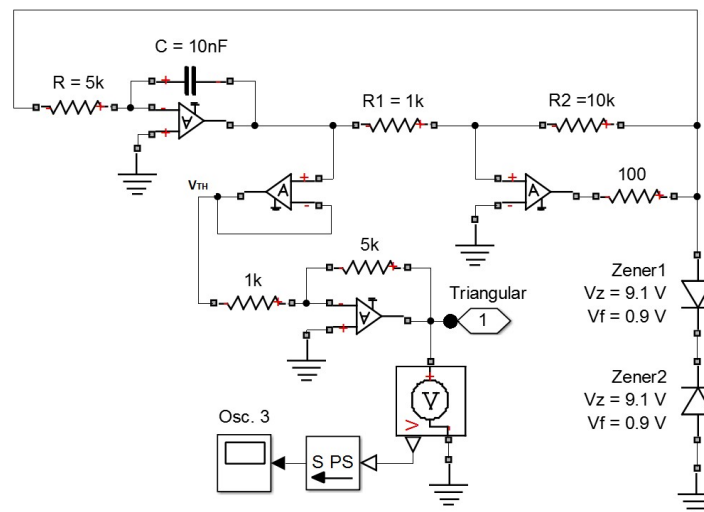 C = 10nF
R = 5k
R1 = 1k
R2 =10k
A
A
A
100
VTH
5k
1k
A
Triangular
1
Zener1
Vz = 9.1 V
Vf = 0.9 V
Zener2
Vz = 9.1 V
Vf = 0.9 V
V
V
Osc. 3
S PS